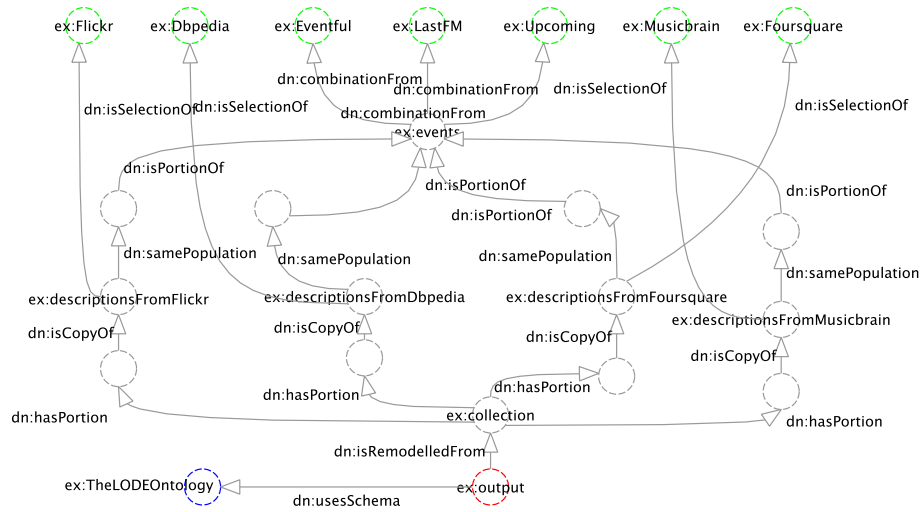 ex:Flickr
ex:Dbpedia
ex:Eventful
ex:LastFM
ex:Upcoming
ex:Musicbrain
ex:Foursquare
dn:combinationFrom
dn:combinationFrom
dn:isSelectionOf
dn:isSelectionOf
dn:isSelectionOf
dn:isSelectionOf
dn:combinationFrom
ex:events
dn:isPortionOf
dn:isPortionOf
dn:isPortionOf
dn:isPortionOf
dn:samePopulation
dn:samePopulation
dn:samePopulation
dn:samePopulation
ex:descriptionsFromFlickr
ex:descriptionsFromDbpedia
ex:descriptionsFromFoursquare
ex:descriptionsFromMusicbrain
dn:isCopyOf
dn:isCopyOf
dn:isCopyOf
dn:isCopyOf
dn:hasPortion
dn:hasPortion
dn:hasPortion
dn:hasPortion
ex:collection
dn:isRemodelledFrom
ex:TheLODEOntology
ex:output
dn:usesSchema